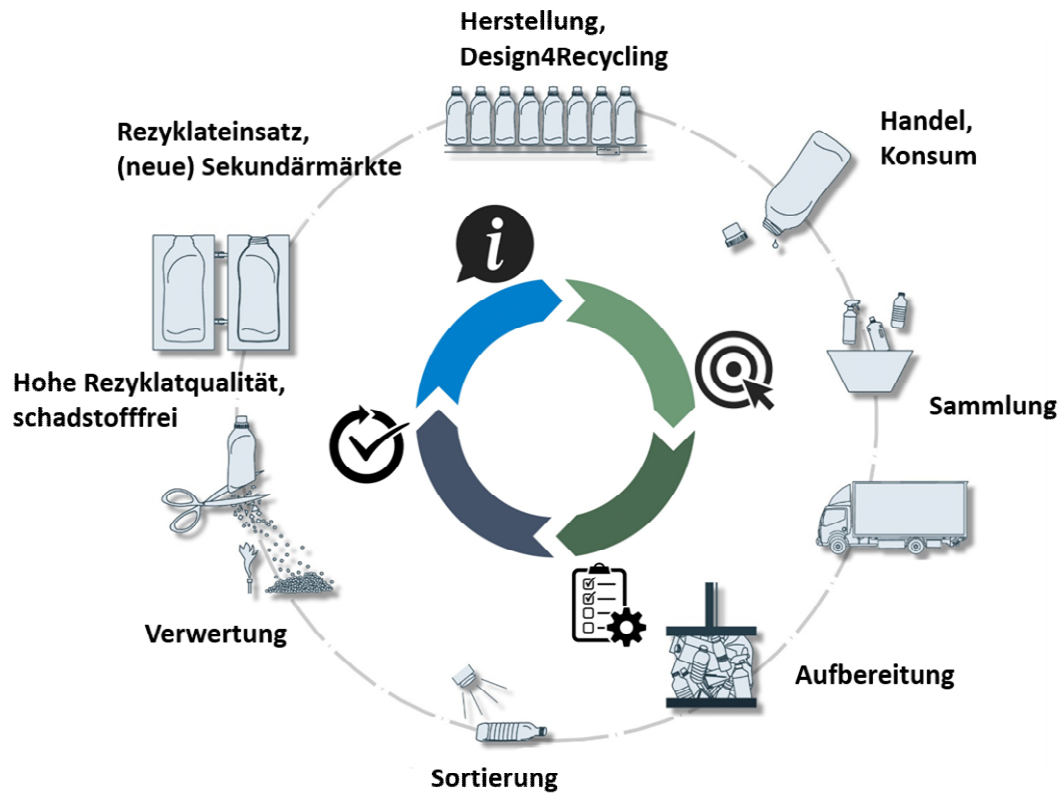 Herstellung,
Design4Recycling
Handel,
Konsum
Sammlung
Aufbereitung
Sortierung
Verwertung
Hohe Rezyklatqualität,
schadstofffrei
Rezyklateinsatz,
(neue) Sekundärmärkte
i